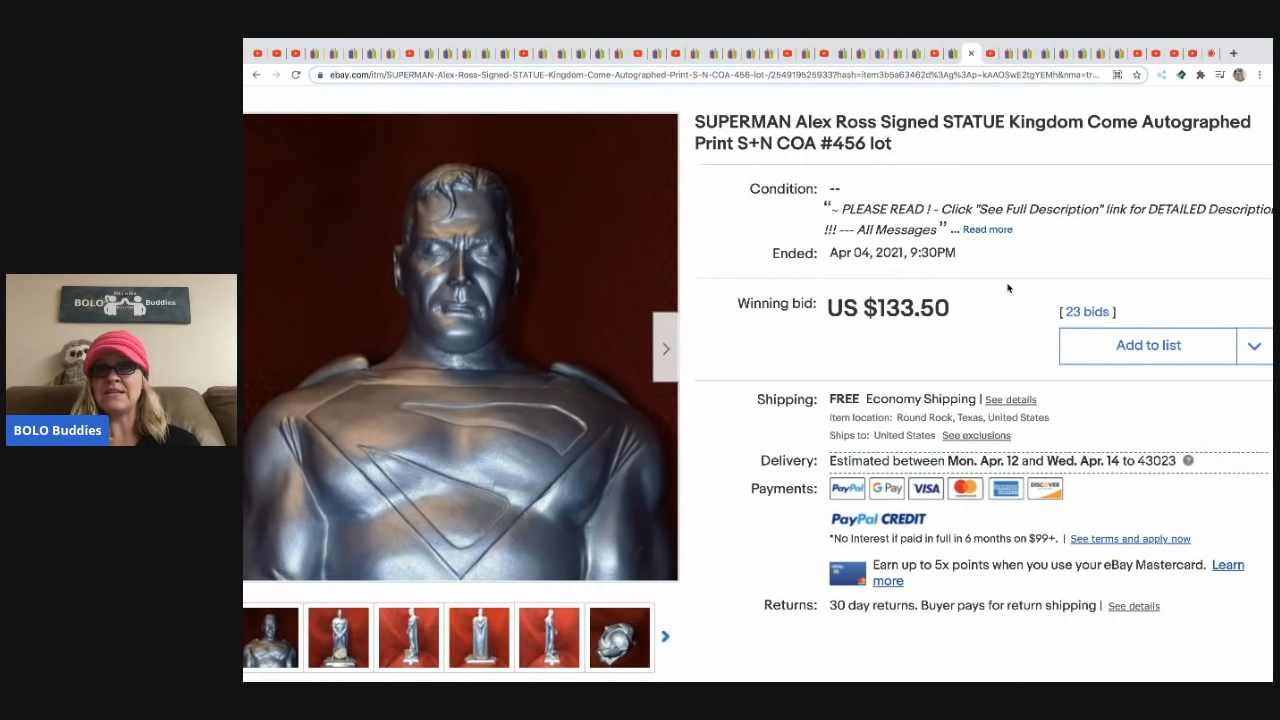 ebay.com/itm/SUPERMAN-Alex-Ross-Signed-STATUE-Kingdom-Come-Autographed-Print-S-N-COA-456-lot-/254919525933?hash=item3b5a63462d%3Ag%3Ap~kAAOSwE2tgYEMh&nma=tr...
SUPERMAN Alex Ross Signed STATUE Kingdom Come Autographed
Print S+N COA #456 lot
Condition: --
“~ PLEASE READ ! - Click "See Full Description" link for DETAILED Descriptio
!!! --- All Messages ” ... Read more
Ended: Apr 04, 2021, 9:30PM
Winning bid: US $133.50
[ 23 bids ]
Add to list
Shipping: FREE Economy Shipping | See details
Item location: Round Rock, Texas, United States
Ships to: United States See exclusions
Delivery: Estimated between Mon. Apr. 12 and Wed. Apr. 14 to 43023
Payments: PayPal G Pay VISA MasterCard AMERICAN EXPRESS DISCOVER
PayPal CREDIT
*No Interest if paid in full in 6 months on $99+. | See terms and apply now
Earn up to 5x points when you use your eBay Mastercard. Learn
more
Returns: 30 day returns. Buyer pays for return shipping | See details
BOLO Buddies
BOLO Buddies